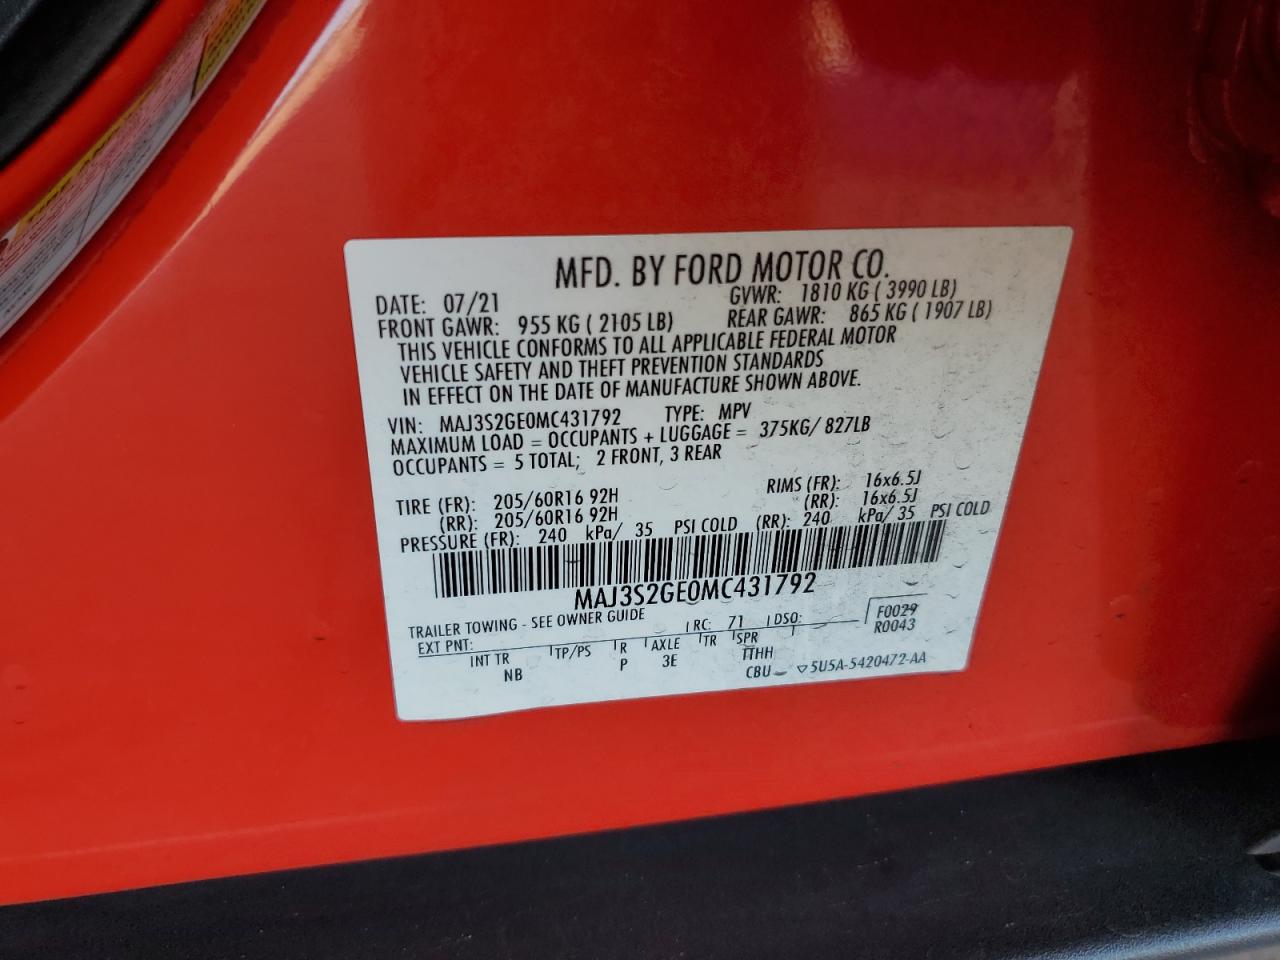 MFD. BY FORD MOTOR CO.
DATE: 07/21 GVWR: 1810 KG ( 3990 LB)
FRONT GAWR: 955 KG ( 2105 LB) REAR GAWR: 865 KG ( 1907 LB)
THIS VEHICLE CONFORMS TO ALL APPLICABLE FEDERAL MOTOR
VEHICLE SAFETY AND THEFT PREVENTION STANDARDS
IN EFFECT ON THE DATE OF MANUFACTURE SHOWN ABOVE.
VIN: MAJ3S2GE0MC431792 TYPE: MPV
MAXIMUM LOAD = OCCUPANTS + LUGGAGE = 375KG/ 827LB
OCCUPANTS = 5 TOTAL; 2 FRONT, 3 REAR
TIRE (FR): 205/60R16 92H RIMS (FR): 16x6.5J
(RR): 205/60R16 92H (RR): 16x6.5J
PRESSURE (FR): 240 kPa/ 35 PSI COLD (RR): 240 kPa/ 35 PSI COLD
MAJ3S2GE0MC431792
TRAILER TOWING - SEE OWNER GUIDE
EXT PNT: RC: 71 DSO: F0029
R0043
INT TR TP/PS R AXLE TR SPR
NB P 3E TTHH
CBU 5U5A-5420472-AA